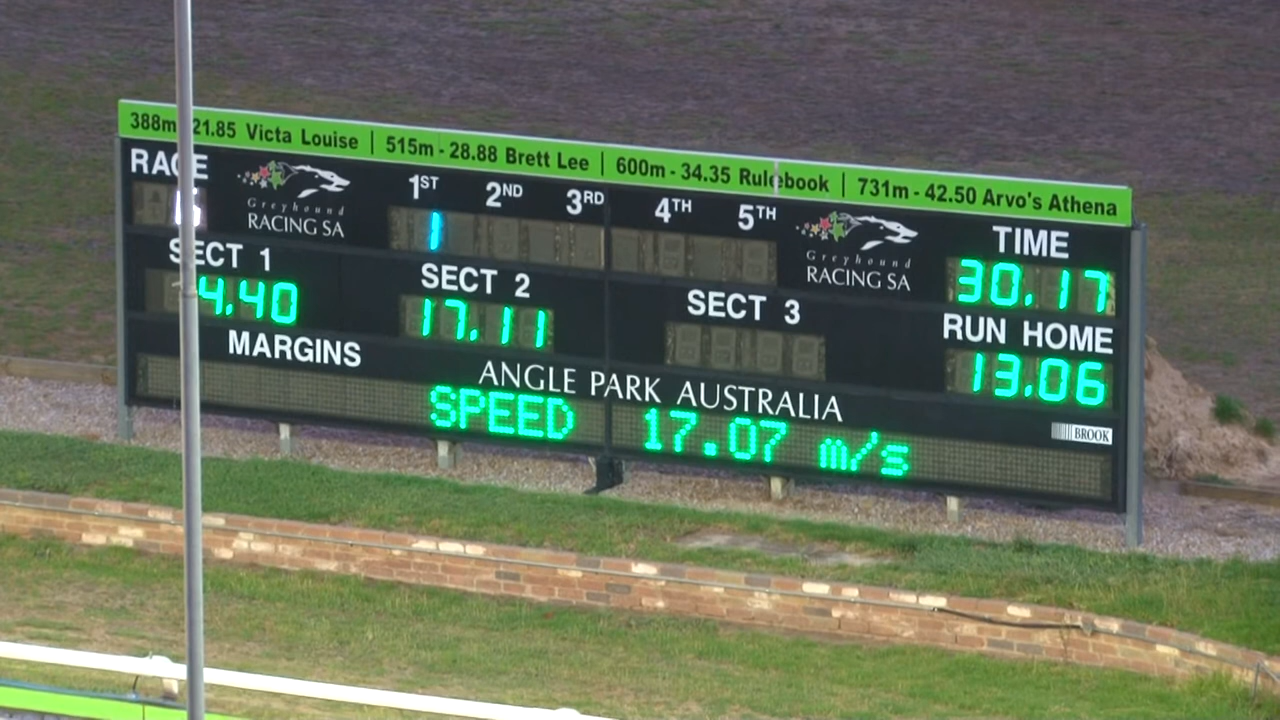 388m 21.85 Victa Louise | 515m - 28.88 Brett Lee | 600m - 34.35 Rulebook | 731m - 42.50 Arvo's Athena
RACE
Greyhound
RACING SA
1ST 2ND 3RD 4TH 5TH
1
Greyhound
RACING SA
TIME
30.17
SECT 1
4.40
SECT 2
17.11
SECT 3
RUN HOME
13.06
MARGINS
ANGLE PARK AUSTRALIA
BROOK
SPEED 17.07 m/s